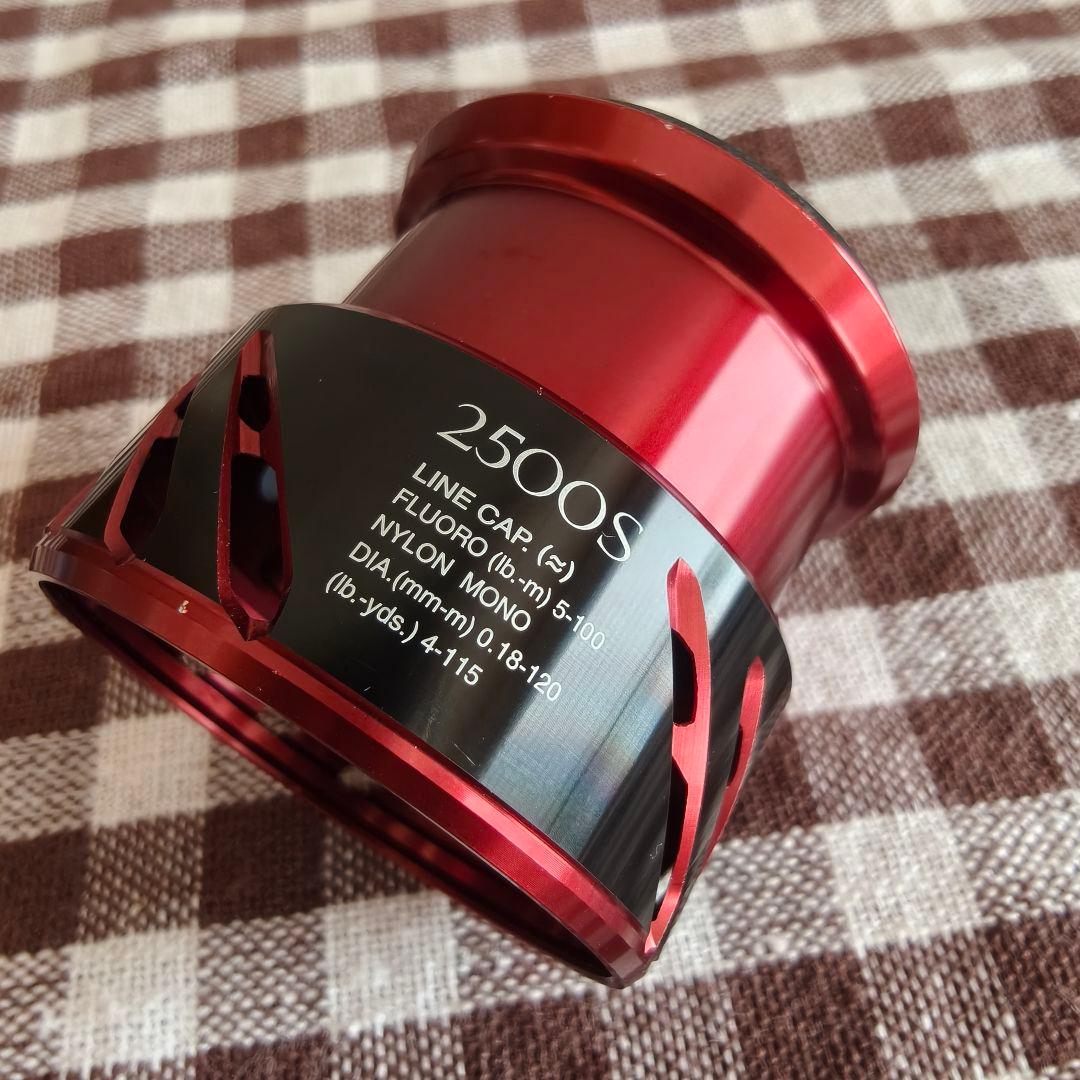 2500S
LINE CAP. (≈)
FLUORO (lb.-m) 5-100
NYLON MONO
DIA.(mm-m) 0.18-120
(lb.-yds.) 4-115